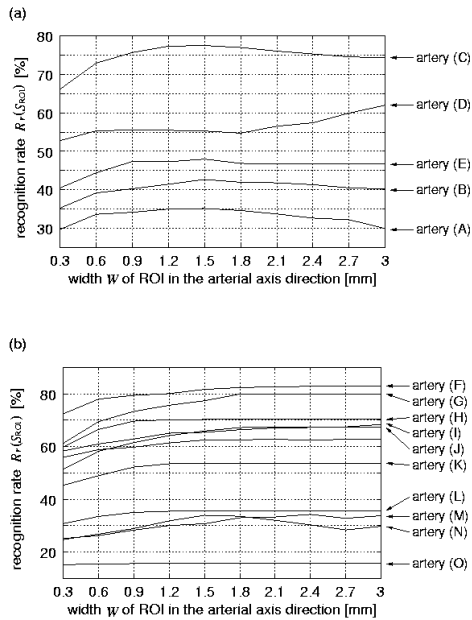 (a)
recognition rate Rr(SROI) [%]
80
70
60
50
40
30
artery (C)
artery (D)
artery (E)
artery (B)
artery (A)
0.3 0.6 0.9 1.2 1.5 1.8 2.1 2.4 2.7 3
width W of ROI in the arterial axis direction [mm]
(b)
recognition rate Rr(SROI) [%]
80
60
40
20
artery (F)
artery (G)
artery (H)
artery (I)
artery (J)
artery (K)
artery (L)
artery (M)
artery (N)
artery (O)
0.3 0.6 0.9 1.2 1.5 1.8 2.1 2.4 2.7 3
width W of ROI in the arterial axis direction [mm]